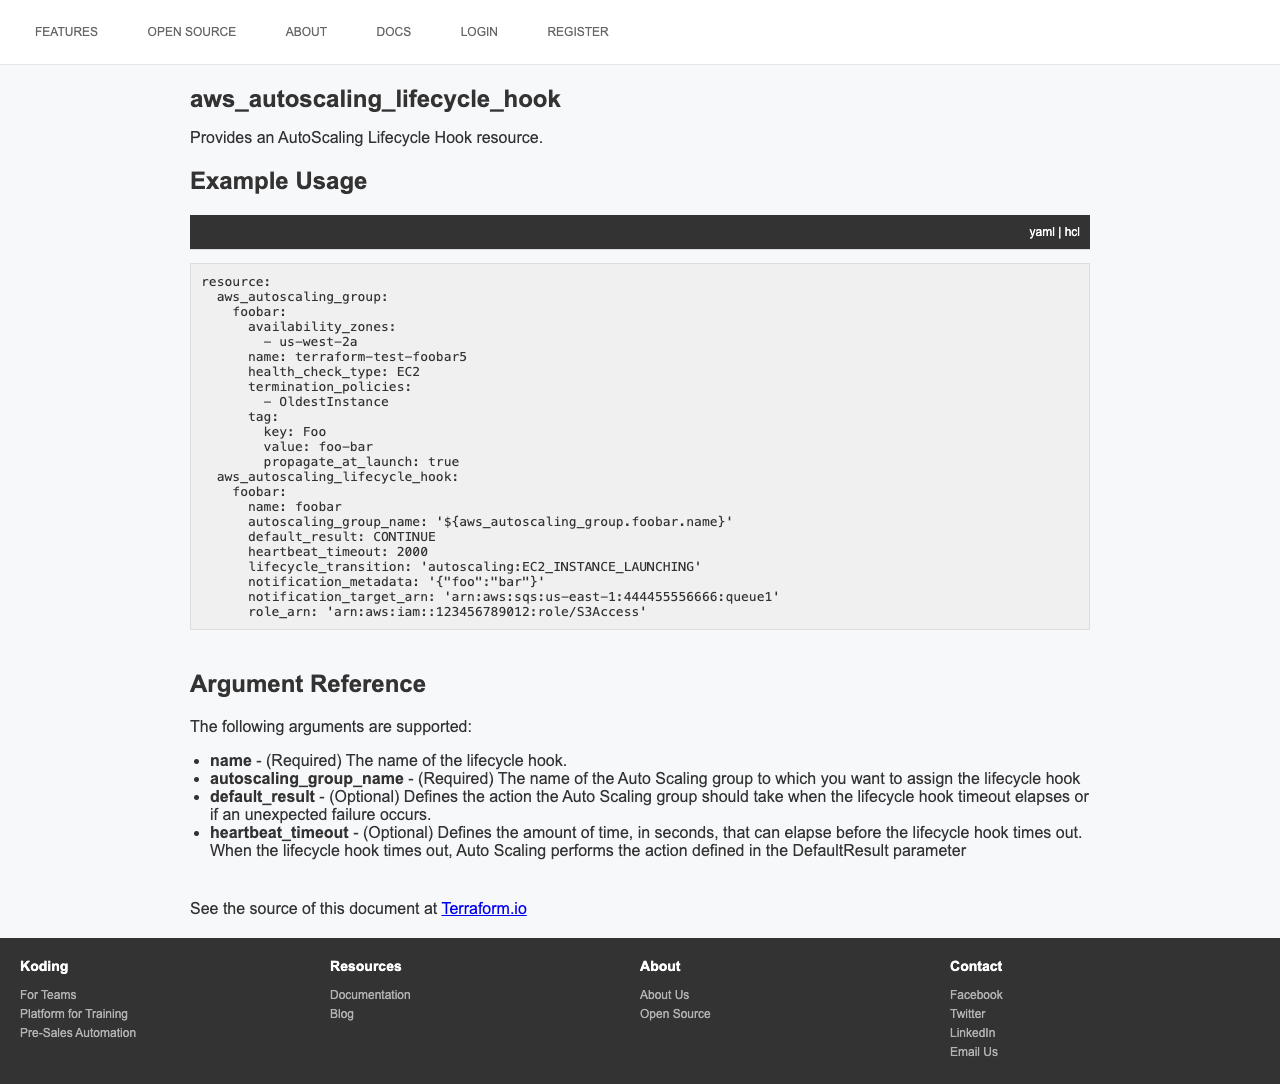 FEATURES OPEN SOURCE ABOUT DOCS LOGIN REGISTER
aws_autoscaling_lifecycle_hook
Provides an AutoScaling Lifecycle Hook resource.
Example Usage
yaml | hcl
resource:
  aws_autoscaling_group:
    foobar:
      availability_zones:
        - us-west-2a
      name: terraform-test-foobar5
      health_check_type: EC2
      termination_policies:
        - OldestInstance
      tag:
        key: Foo
        value: foo-bar
        propagate_at_launch: true
  aws_autoscaling_lifecycle_hook:
    foobar:
      name: foobar
      autoscaling_group_name: '${aws_autoscaling_group.foobar.name}'
      default_result: CONTINUE
      heartbeat_timeout: 2000
      lifecycle_transition: 'autoscaling:EC2_INSTANCE_LAUNCHING'
      notification_metadata: '{"foo":"bar"}'
      notification_target_arn: 'arn:aws:sqs:us-east-1:444455556666:queue1'
      role_arn: 'arn:aws:iam::123456789012:role/S3Access'
Argument Reference
The following arguments are supported:
• name - (Required) The name of the lifecycle hook.
• autoscaling_group_name - (Required) The name of the Auto Scaling group to which you want to assign the lifecycle hook
• default_result - (Optional) Defines the action the Auto Scaling group should take when the lifecycle hook timeout elapses or
if an unexpected failure occurs.
• heartbeat_timeout - (Optional) Defines the amount of time, in seconds, that can elapse before the lifecycle hook times out.
When the lifecycle hook times out, Auto Scaling performs the action defined in the DefaultResult parameter
See the source of this document at Terraform.io
Koding
For Teams
Platform for Training
Pre-Sales Automation
Resources
Documentation
Blog
About
About Us
Open Source
Contact
Facebook
Twitter
LinkedIn
Email Us